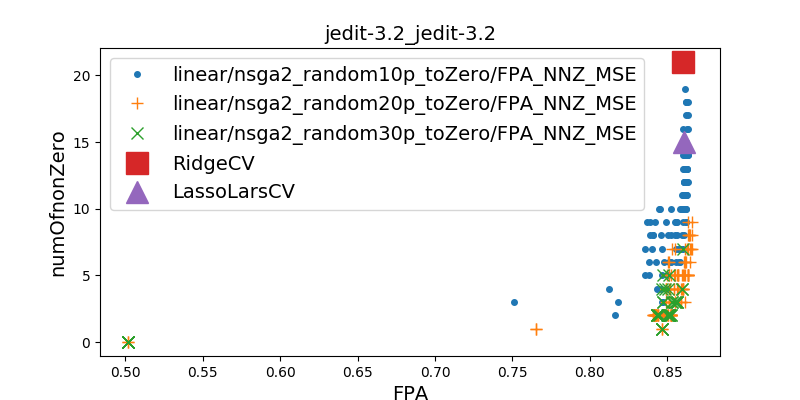 jedit-3.2_jedit-3.2
linear/nsga2_random10p_toZero/FPA_NNZ_MSE
linear/nsga2_random20p_toZero/FPA_NNZ_MSE
linear/nsga2_random30p_toZero/FPA_NNZ_MSE
RidgeCV
LassoLarsCV
numOfnonZero
20
15
10
5
0
0.50 0.55 0.60 0.65 0.70 0.75 0.80 0.85
FPA